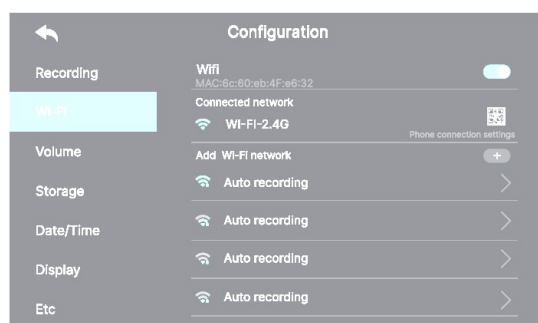 Configuration
Recording
Wi-Fi
Volume
Storage
Date/Time
Display
Etc
Wifi
MAC:6c:60:eb:4F:e6:32
Connected network
WI-FI-2.4G
Phone connection settings
Add Wi-Fi network
Auto recording
Auto recording
Auto recording
Auto recording